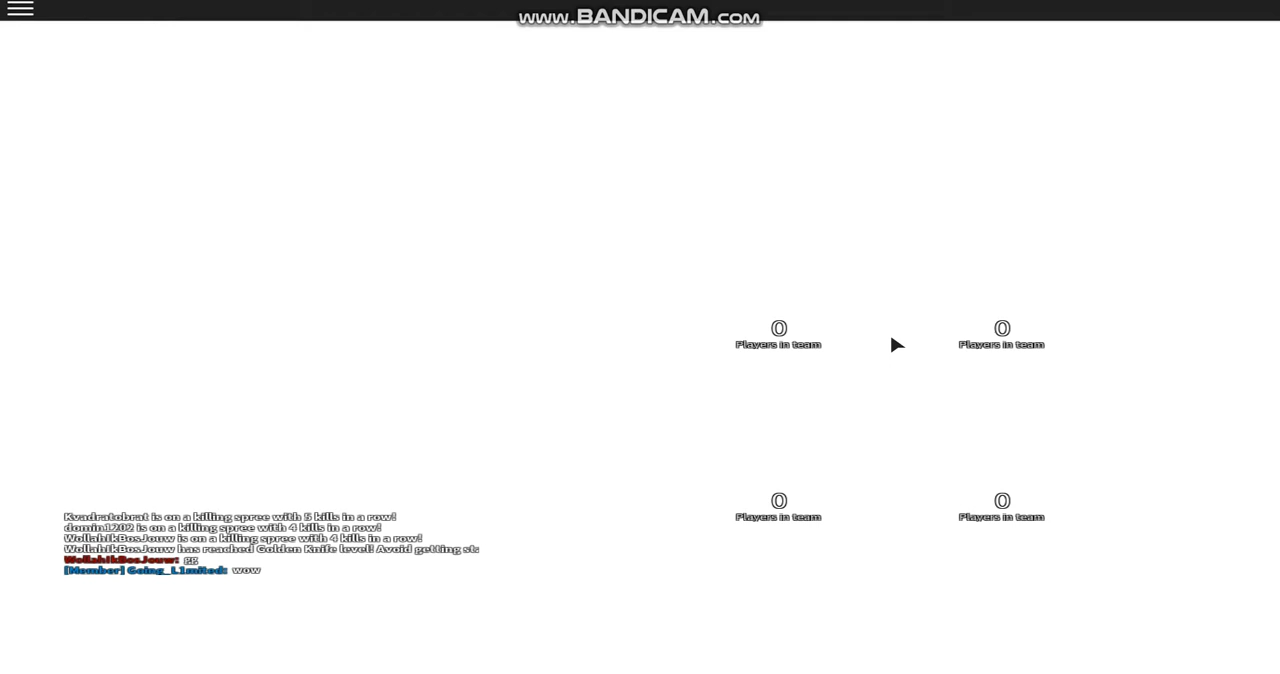 www.BANDICAM.com
0
Players in team
0
Players in team
0
Players in team
0
Players in team
Kvadratobrat is on a killing spree with 5 kills in a row!
domin1202 is on a killing spree with 4 kills in a row!
WollahIkBosJouw is on a killing spree with 4 kills in a row!
WollahIkBosJouw has reached Golden Knife level! Avoid getting st
WollahIkBosJouw: gg
[Member] Going_L1mited: wow